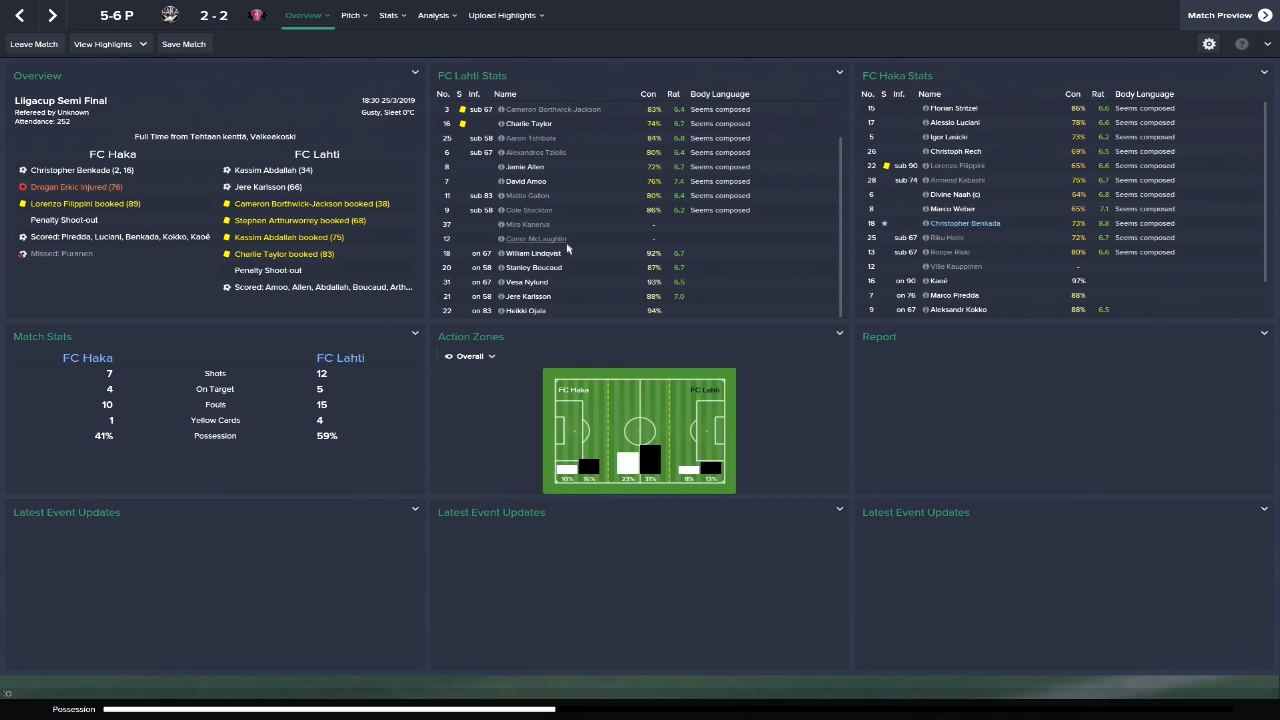 5-6 P 2 - 2 Overview Pitch Stats Analysis Upload Highlights Match Preview
Leave Match View Highlights Save Match
Overview
Liigacup Semi Final 18:30 25/3/2019
Refereed by Unknown Gusty, Sleet 0°C
Attendance: 252
Full Time from Tehtaan kenttä, Valkeakoski
FC Haka FC Lahti
Christopher Benkada (2, 16) Kassim Abdallah (34)
Dragan Erkic injured (76) Jere Karlsson (66)
Lorenzo Filippini booked (89) Cameron Borthwick-Jackson booked (38)
Penalty Shoot-out Stephen Arthurworrey booked (68)
Scored: Piredda, Luciani, Benkada, Kokko, Kaoê Kassim Abdallah booked (75)
Missed: Puranen Charlie Taylor booked (83)
Penalty Shoot-out
Scored: Amoo, Allen, Abdallah, Boucaud, Arth...
FC Lahti Stats
No. S Inf. Name Con Rat Body Language
3 sub 67 Cameron Borthwick-Jackson 83% 6.4 Seems composed
16 Charlie Taylor 74% 6.7 Seems composed
25 sub 58 Aaron Tshibola 84% 6.8 Seems composed
6 sub 67 Alexandros Tziolis 80% 6.4 Seems composed
8 Jamie Allen 72% 6.7 Seems composed
7 David Amoo 76% 7.4 Seems composed
11 sub 83 Mattia Gallon 80% 6.4 Seems composed
9 sub 58 Cole Stockton 86% 6.2 Seems composed
37 Miro Kanerva -
12 Conor McLaughlin -
18 on 67 William Lindqvist 92% 6.7
20 on 58 Stanley Boucaud 87% 6.7
31 on 67 Vesa Nylund 93% 6.5
21 on 58 Jere Karlsson 88% 7.0
22 on 83 Heikki Ojala 94%
FC Haka Stats
No. S Inf. Name Con Rat Body Language
15 Florian Stritzel 86% 6.6 Seems composed
17 Alessio Luciani 78% 6.6 Seems composed
5 Igor Lasicki 73% 6.2 Seems composed
26 Christoph Rech 69% 6.5 Seems composed
22 sub 90 Lorenzo Filippini 65% 6.6 Seems composed
28 sub 74 Armend Kabashi 75% 6.7 Seems composed
6 Divine Naah (c) 64% 6.8 Seems composed
8 Marco Weber 65% 7.1 Seems composed
18 Christopher Benkada 73% 8.8 Seems composed
25 sub 67 Riku Heini 72% 6.7 Seems composed
13 sub 67 Roope Riski 80% 6.6 Seems composed
12 Ville Kauppinen -
16 on 90 Kaoê 97%
7 on 76 Marco Piredda 88%
9 on 67 Aleksandr Kokko 88% 6.5
Match Stats
FC Haka FC Lahti
7 Shots 12
4 On Target 5
10 Fouls 15
1 Yellow Cards 4
41% Possession 59%
Action Zones
Overall
FC Haka FC Lahti
10% 16% 23% 31% 8% 13%
Report
Latest Event Updates
Latest Event Updates
Latest Event Updates
Possession